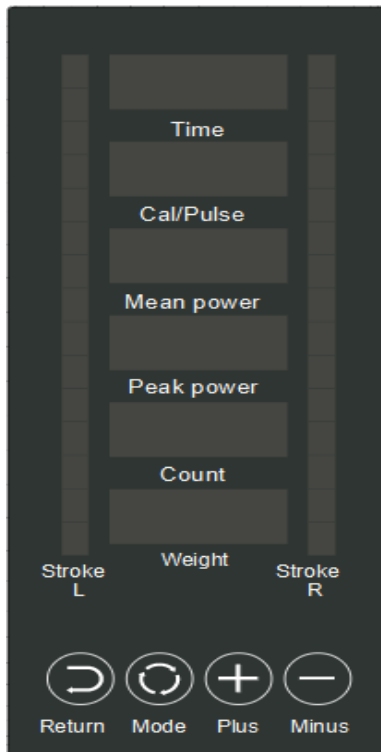 Time
Cal/Pulse
Mean power
Peak power
Count
Weight
Stroke
L
Stroke
R
Return
Mode
Plus
Minus